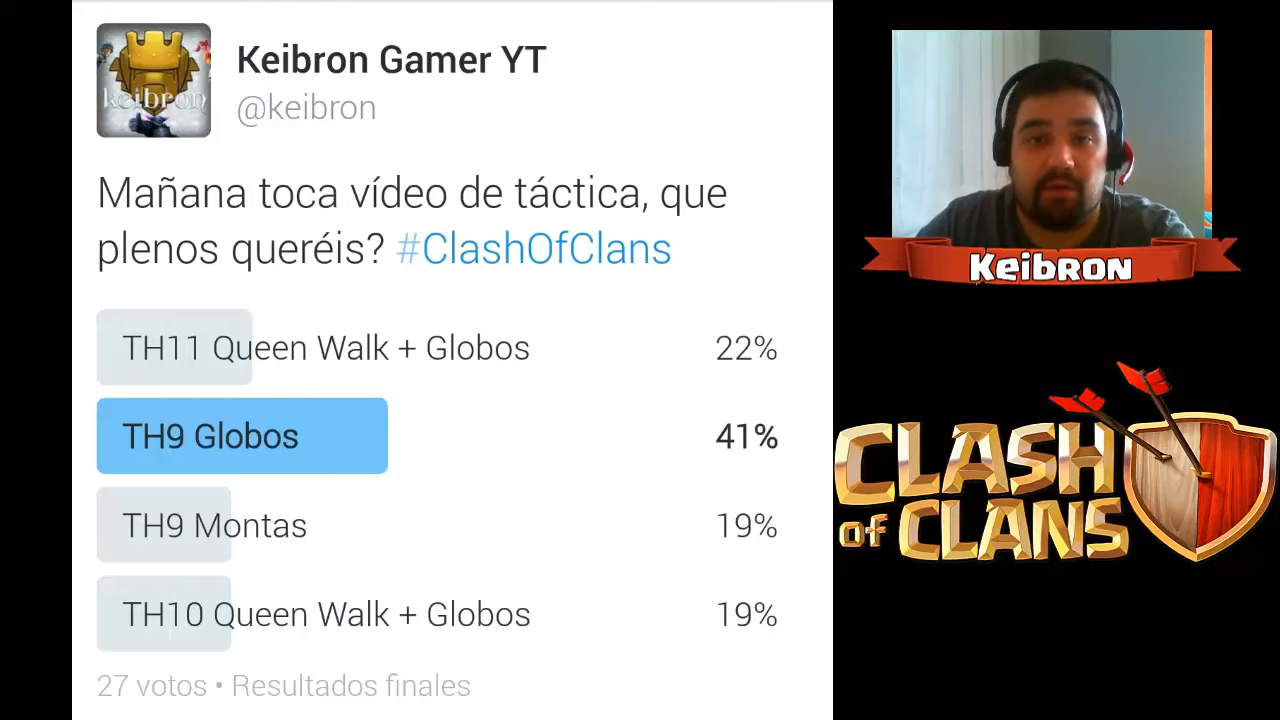 keibron
Keibron Gamer YT
@keibron
Mañana toca vídeo de táctica, que
plenos queréis? #ClashOfClans
TH11 Queen Walk + Globos 22%
TH9 Globos 41%
TH9 Montas 19%
TH10 Queen Walk + Globos 19%
27 votos • Resultados finales
KeibRON
CLASH
OF CLANS